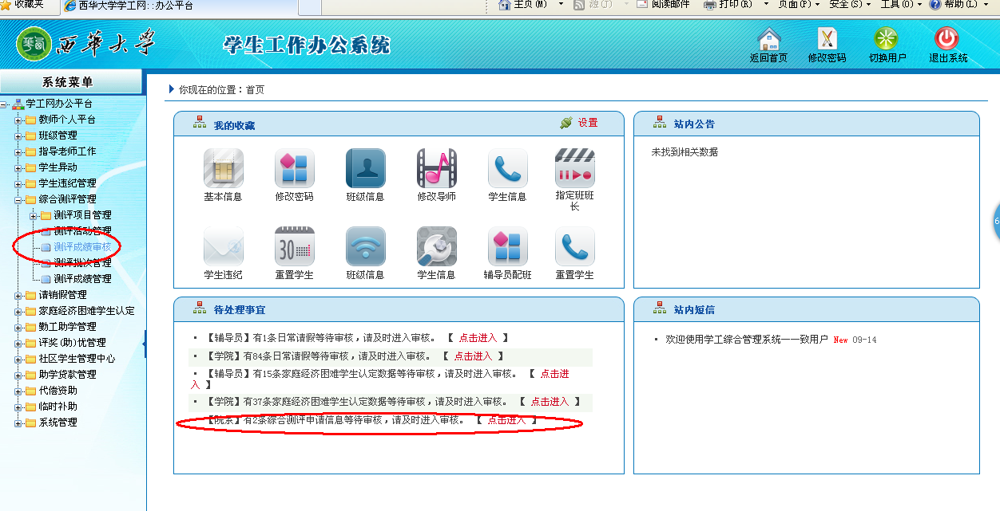 收藏夹
西华大学学工网::办公平台
主页(M)
源(J)
阅读邮件
打印(R)
页面(P)
安全(S)
工具(O)
帮助(L)
西华大学
学生工作办公系统
返回首页
修改密码
切换用户
退出系统
系统菜单
学工网办公平台
教师个人平台
班级管理
指导老师工作
学生异动
学生违纪管理
综合测评管理
测评项目管理
测评活动管理
测评成绩审核
测评批次管理
测评成绩管理
请销假管理
家庭经济困难学生认定
勤工助学管理
评奖(助)优管理
社区学生管理中心
助学贷款管理
代偿资助
临时补助
系统管理
你现在的位置：首页
我的收藏
设置
基本信息
修改密码
班级信息
修改导师
学生信息
指定班班
长
30
学生违纪
重置学生
班级信息
学生信息
辅导员配班
重置学生
站内公告
未找到相关数据
待处理事宜
· 【辅导员】有1条日常请假等待审核，请及时进入审核。 【 点击进入 】
· 【学院】有84条日常请假等待审核，请及时进入审核。 【 点击进入 】
· 【辅导员】有15条家庭经济困难学生认定数据等待审核，请及时进入审核。 【 点击进
入 】
· 【学院】有37条家庭经济困难学生认定数据等待审核，请及时进入审核。 【 点击进入 】
【院系】有2条综合测评申请信息等待审核，请及时进入审核。 【 点击进入 】
站内短信
· 欢迎使用学工综合管理系统——致用户 New 09-14
6